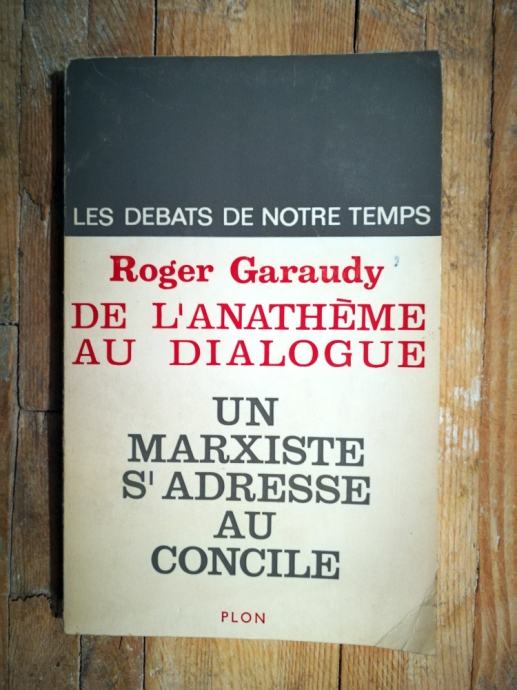 LES DEBATS DE NOTRE TEMPS
Roger Garaudy
DE L'ANATHÈME
AU DIALOGUE
UN
MARXISTE
S'ADRESSE
AU
CONCILE
PLON